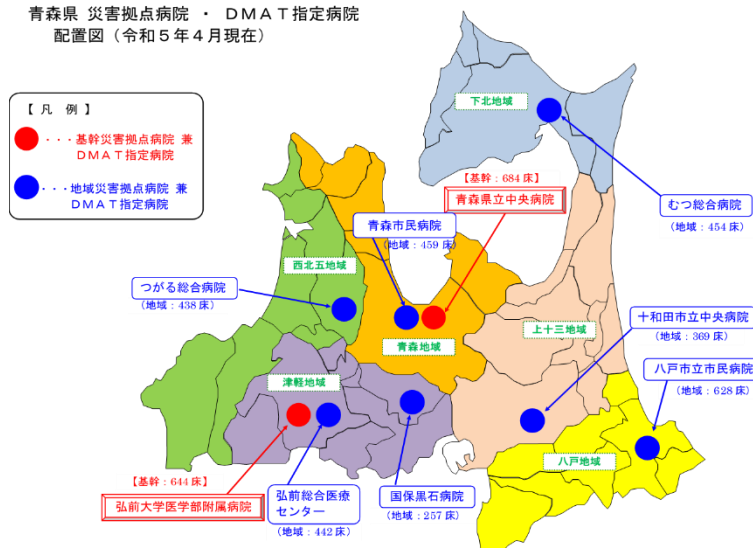 青森県 災害拠点病院 ・ DMAT指定病院
配置図（令和５年４月現在）
【 凡 例 】
・・・基幹災害拠点病院 兼
DMAT指定病院
・・・地域災害拠点病院 兼
DMAT指定病院
下北地域
むつ総合病院
（地域：454 床）
【基幹：684 床】
青森県立中央病院
青森市民病院
（地域：459 床）
西北五地域
つがる総合病院
（地域：438 床）
青森地域
上十三地域
十和田市立中央病院
（地域：369 床）
八戸市立市民病院
（地域：628 床）
津軽地域
八戸地域
【基幹：644 床】
弘前大学医学部附属病院
弘前総合医療
センター
（地域：442 床）
国保黒石病院
（地域：257 床）